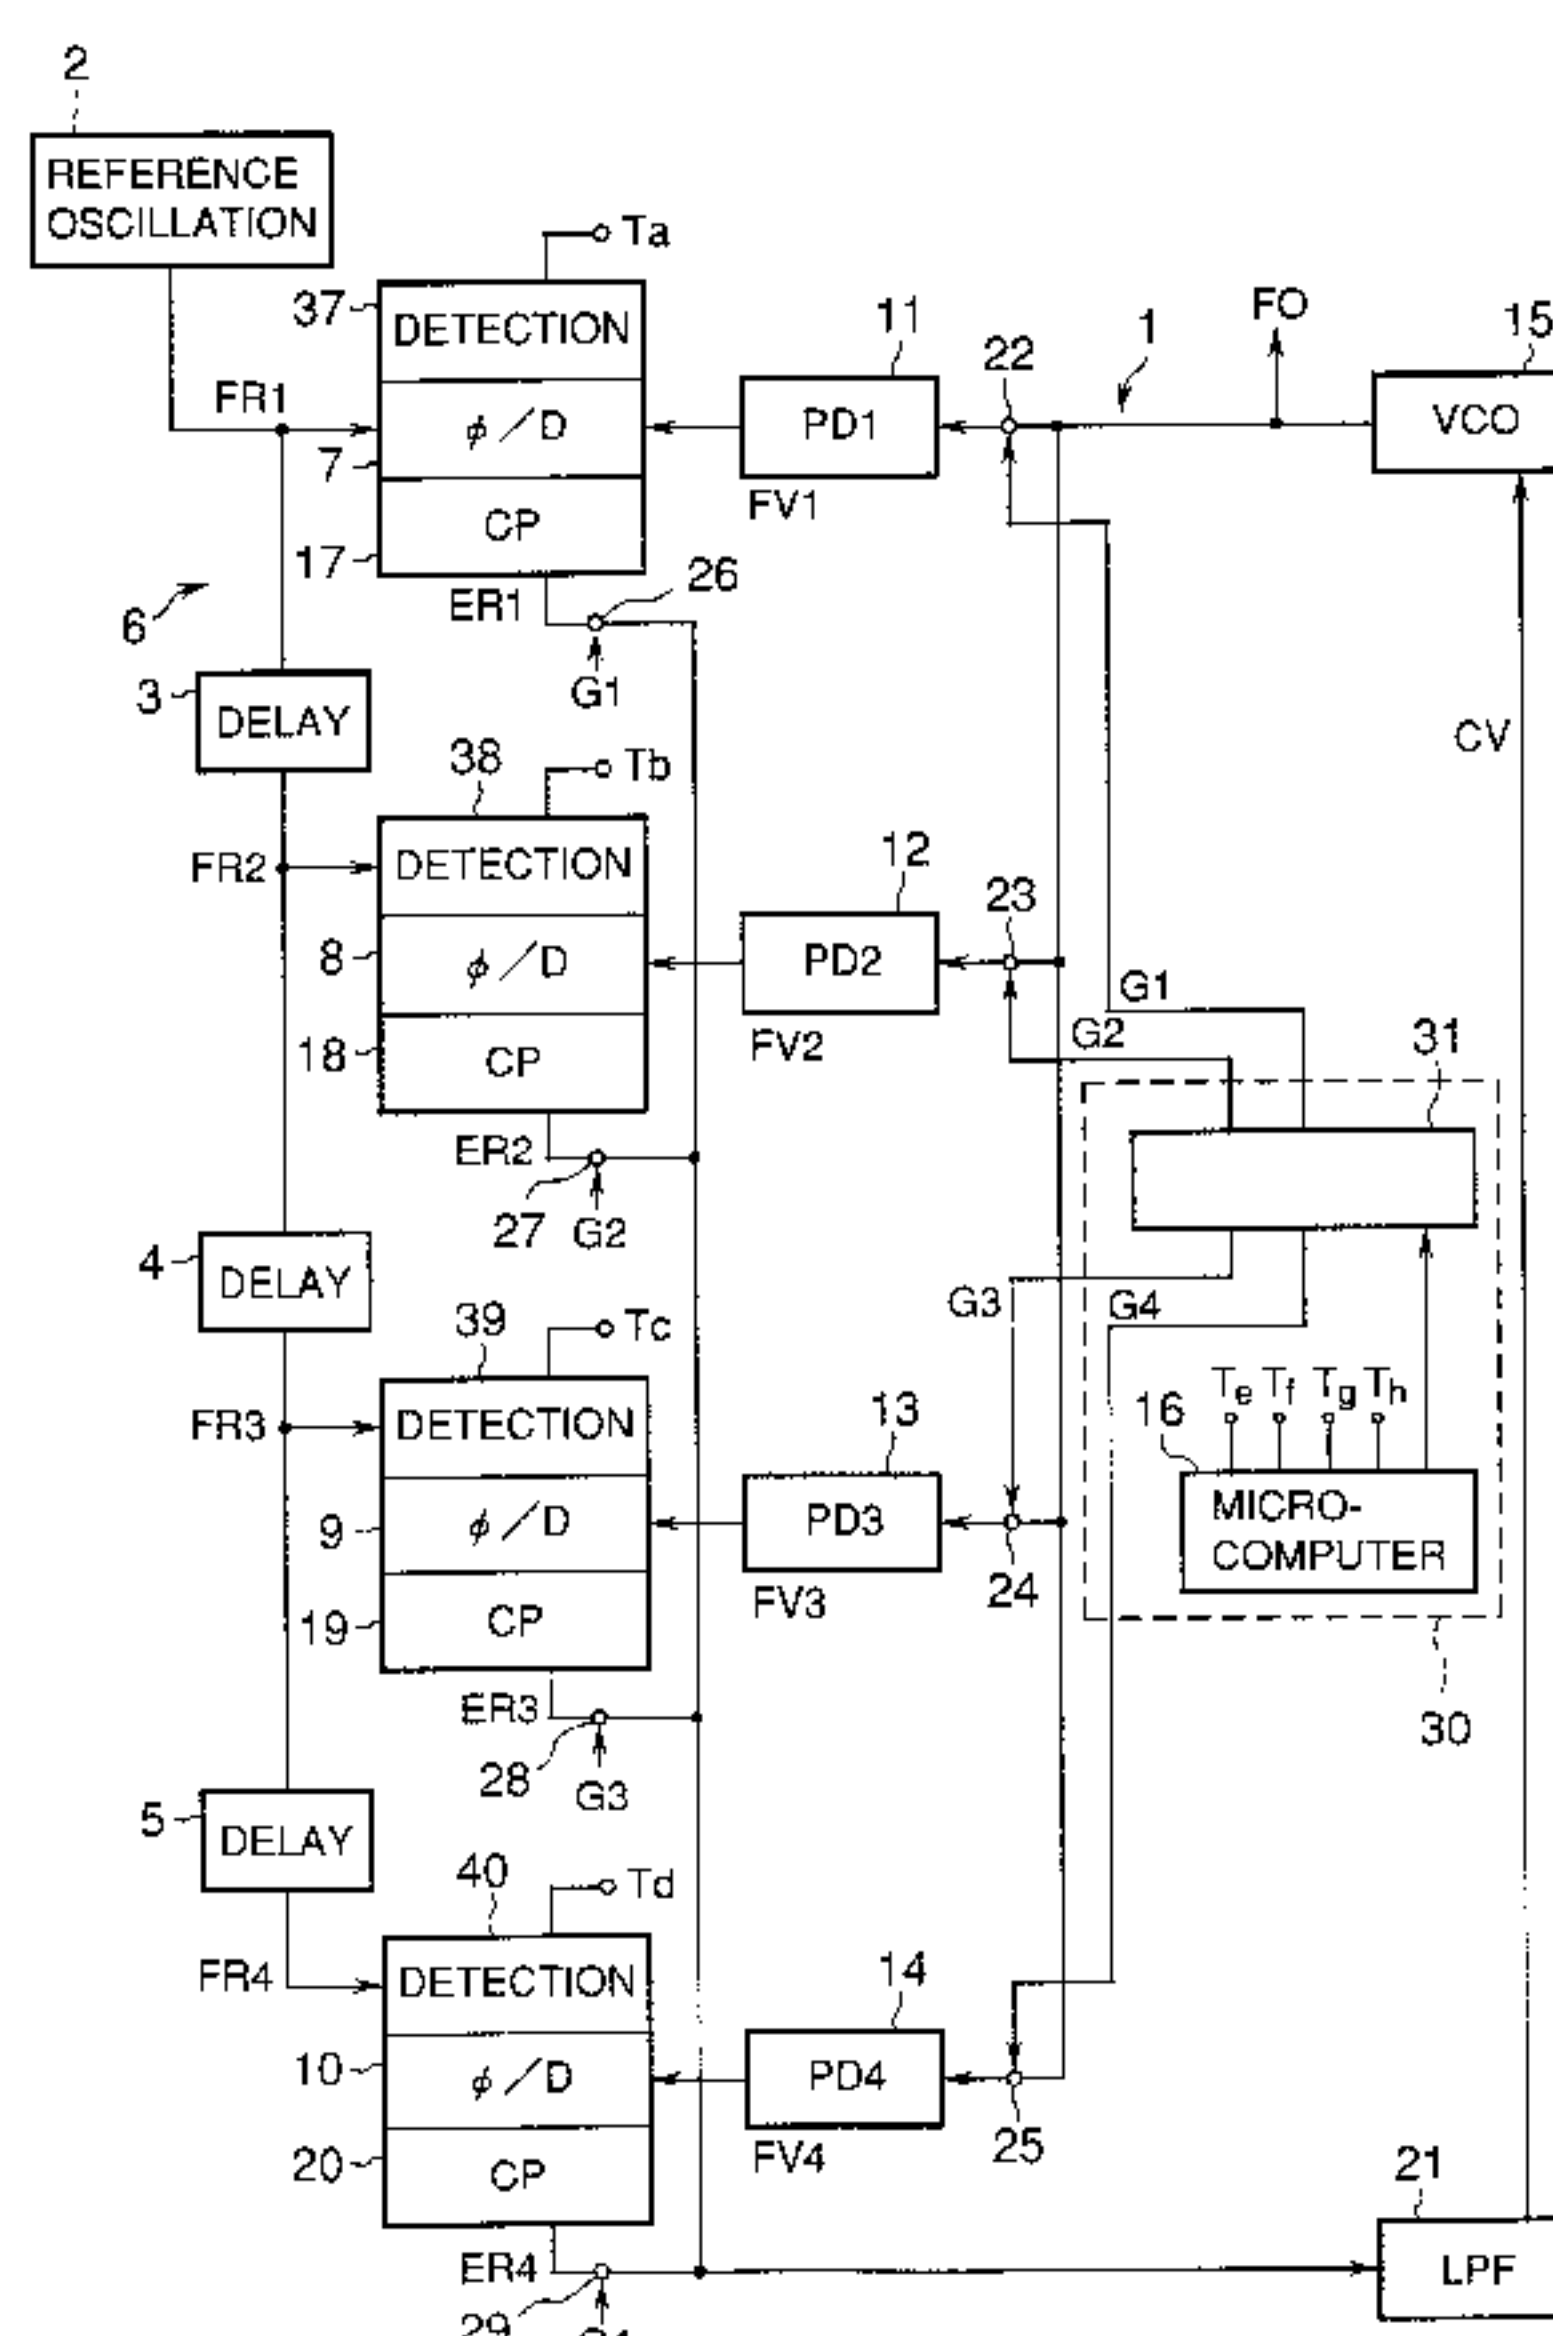 2
REFERENCE
OSCILLATION
Ta
37
DETECTION
11
22
1
FO
15
FR1
φ/D
PD1
VCO
7
FV1
CP
17
ER1
26
6
G1
3
DELAY
CV
38
Tb
FR2
DETECTION
12
23
8
φ/D
PD2
G1
G2
31
18
CP
FV2
ER2
27
G2
4
DELAY
G3
G4
39
Tc
Te Tf Tg Th
FR3
DETECTION
13
16
9
φ/D
PD3
MICRO-
COMPUTER
24
19
CP
FV3
ER3
28
G3
30
5
DELAY
40
Td
FR4
DETECTION
14
10
φ/D
PD4
25
20
CP
FV4
21
ER4
LPF
29